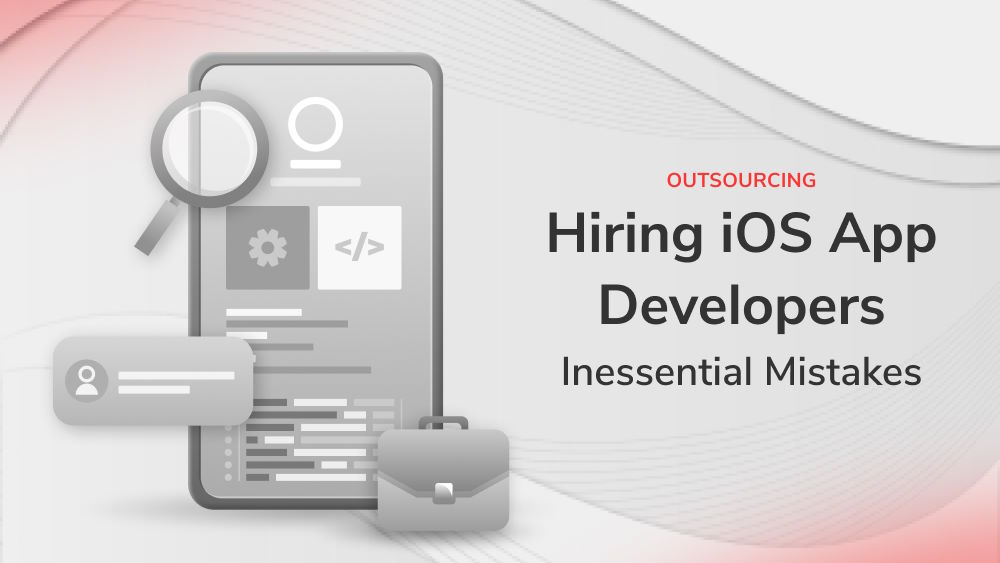 OUTSOURCING
Hiring iOS App
Developers
Inessential Mistakes
</>